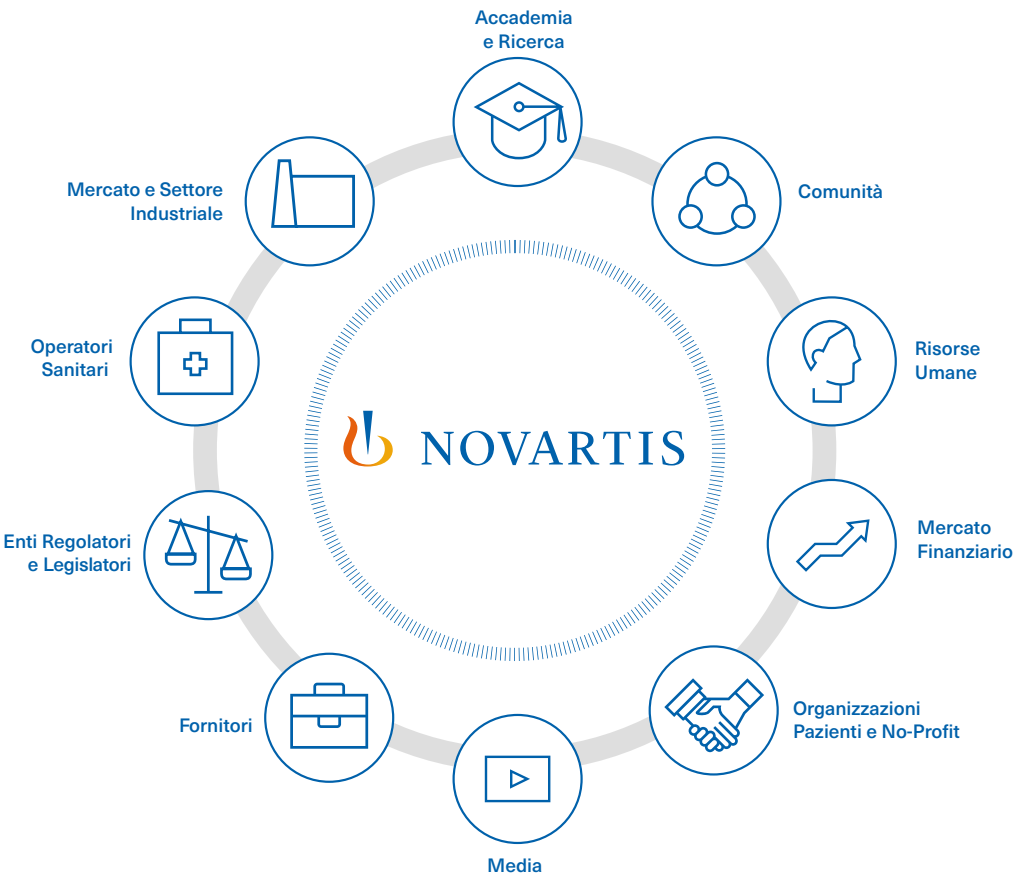 Accademia
e Ricerca
Comunità
Risorse
Umane
Mercato
Finanziario
Organizzazioni
Pazienti e No-Profit
Media
Fornitori
Enti Regolatori
e Legislatori
Operatori
Sanitari
Mercato e Settore
Industriale
NOVARTIS